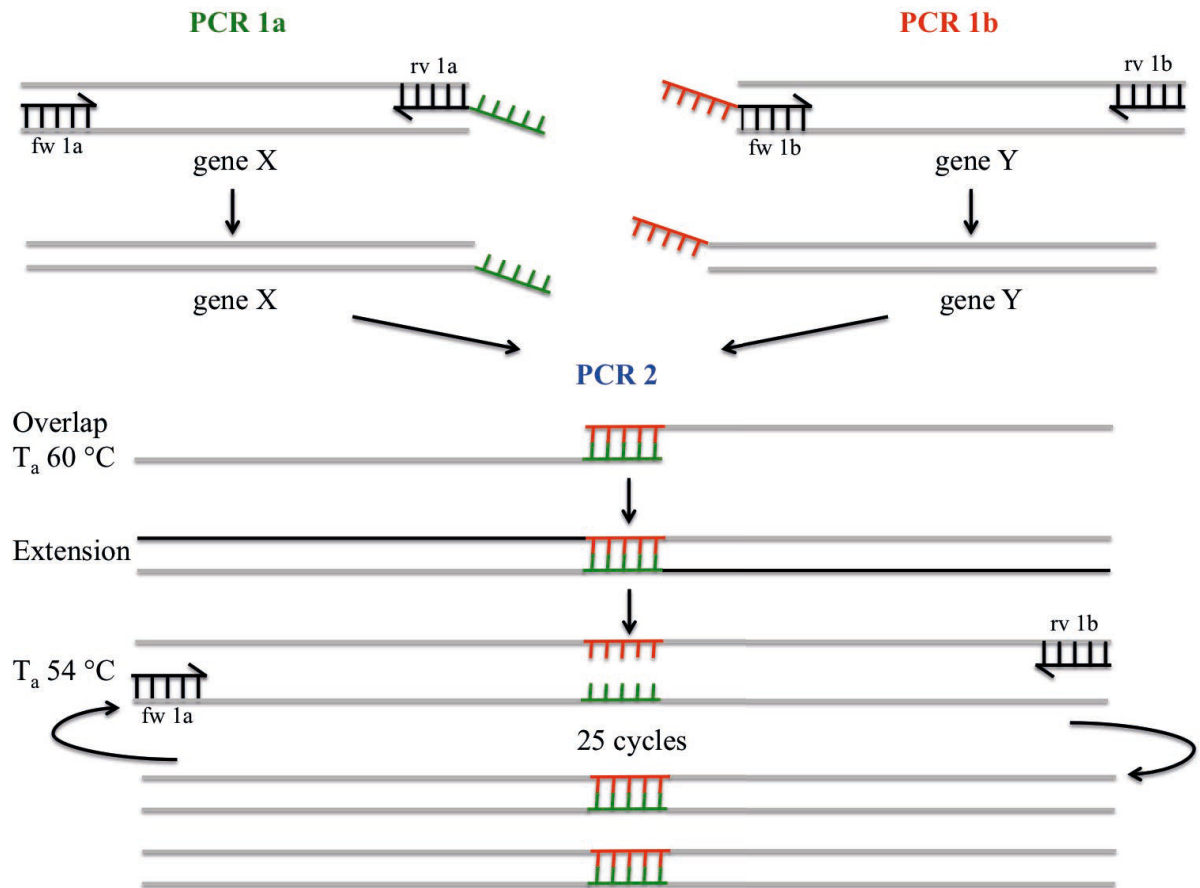 PCR 1a
PCR 1b
rv 1a
rv 1b
fw 1a
fw 1b
gene X
gene Y
gene X
gene Y
PCR 2
Overlap
Ta 60 °C
Extension
rv 1b
Ta 54 °C
fw 1a
25 cycles